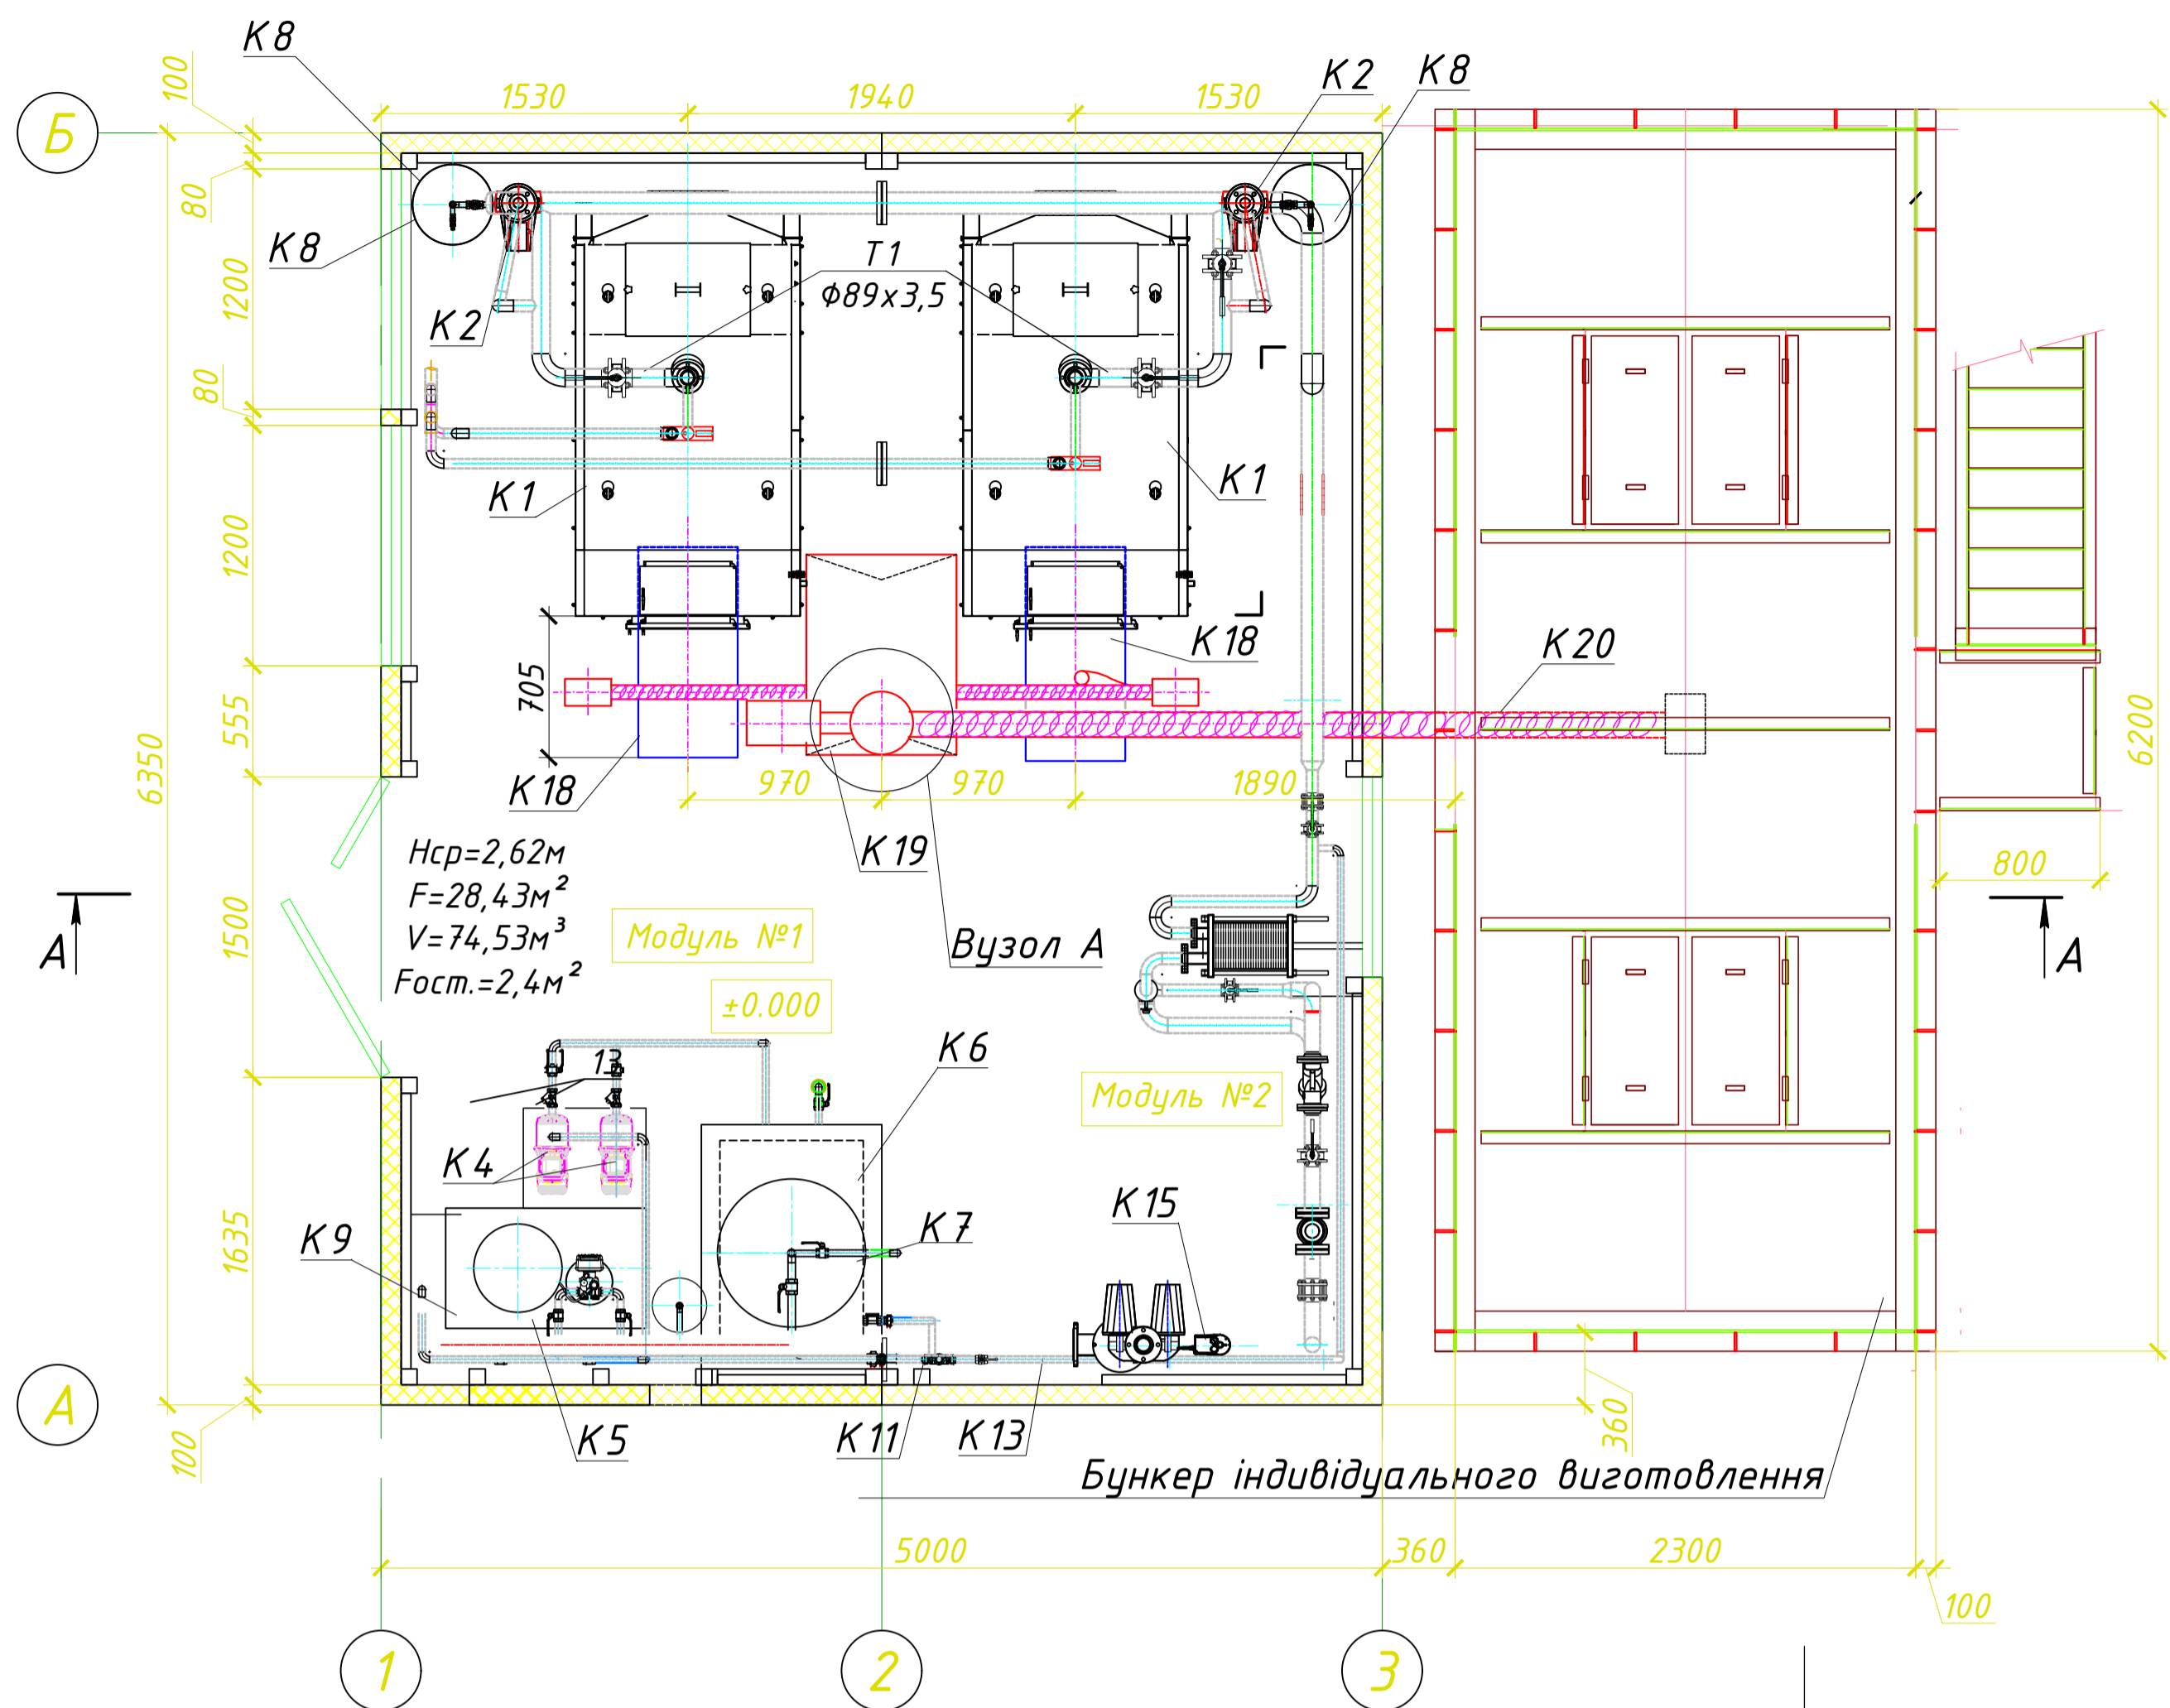 К8
К2
К8
100
1530
1940
1530
Б
80
К8
Т1
ф89х3,5
1200
К2
80
К1
К1
1200
К18
К20
705
555
6350
6200
970
970
1890
К18
К19
Нср=2,62м
F=28,43м²
V=74,53м³
Fост.=2,4м²
800
1500
А
Модуль №1
Вузол А
А
±0.000
К6
13
Модуль №2
К4
К15
К9
К7
1635
А
100
К5
К11
К13
360
Бункер індивідуального виготовлення
5000
360
2300
100
1
2
3